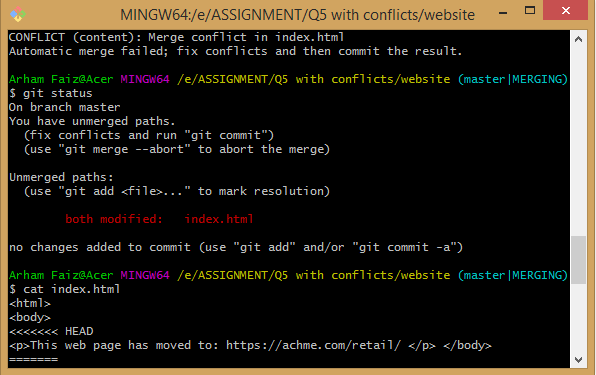 MINGW64:/e/ASSIGNMENT/Q5 with conflicts/website
CONFLICT (content): Merge conflict in index.html
Automatic merge failed; fix conflicts and then commit the result.
Arham Faiz@Acer MINGW64 /e/ASSIGNMENT/Q5 with conflicts/website (master|MERGING)
$ git status
On branch master
You have unmerged paths.
  (fix conflicts and run "git commit")
  (use "git merge --abort" to abort the merge)
Unmerged paths:
  (use "git add <file>..." to mark resolution)
        both modified:   index.html
no changes added to commit (use "git add" and/or "git commit -a")
Arham Faiz@Acer MINGW64 /e/ASSIGNMENT/Q5 with conflicts/website (master|MERGING)
$ cat index.html
<html>
<body>
<<<<<<< HEAD
<p>This web page has moved to: https://achme.com/retail/ </p> </body>
=======